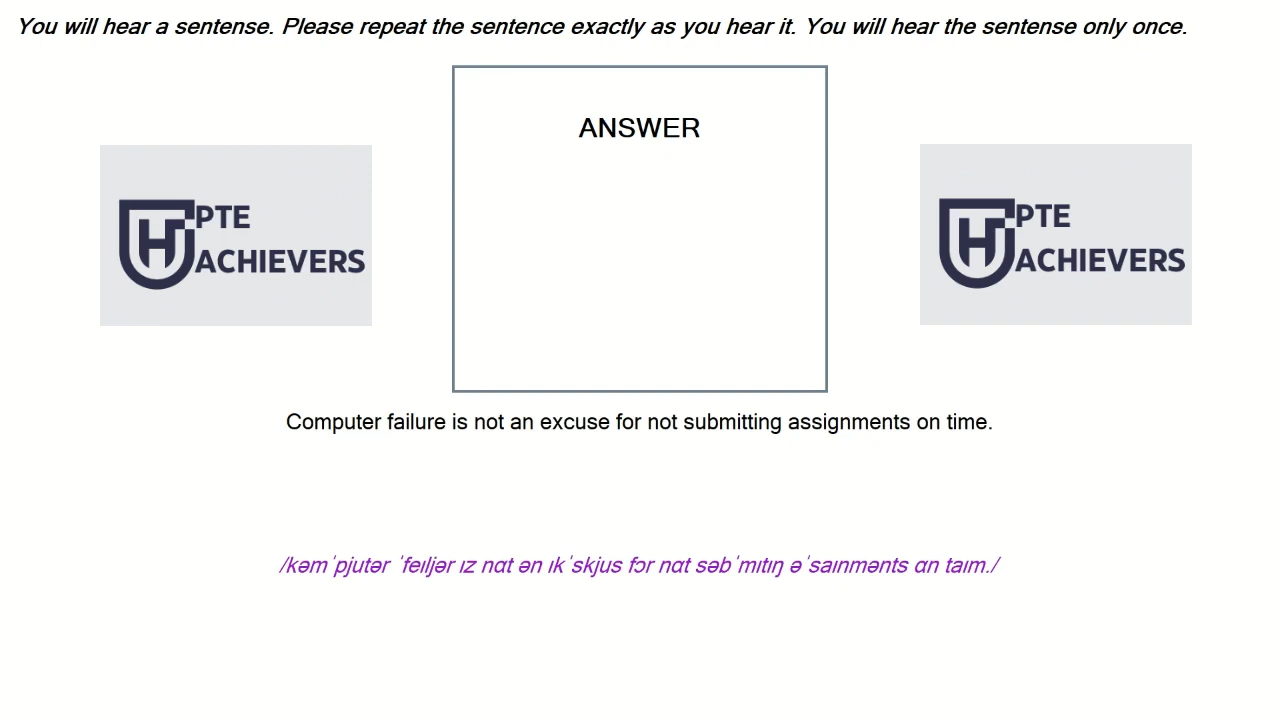 You will hear a sentense. Please repeat the sentence exactly as you hear it. You will hear the sentense only once.
ANSWER
PTE
ACHIEVERS
PTE
ACHIEVERS
Computer failure is not an excuse for not submitting assignments on time.
/kəmˈpjutər ˈfeɪljər ɪz nɑt ən ɪkˈskjus fɔr nɑt səbˈmɪtɪŋ əˈsaɪnmənts ɑn taɪm./